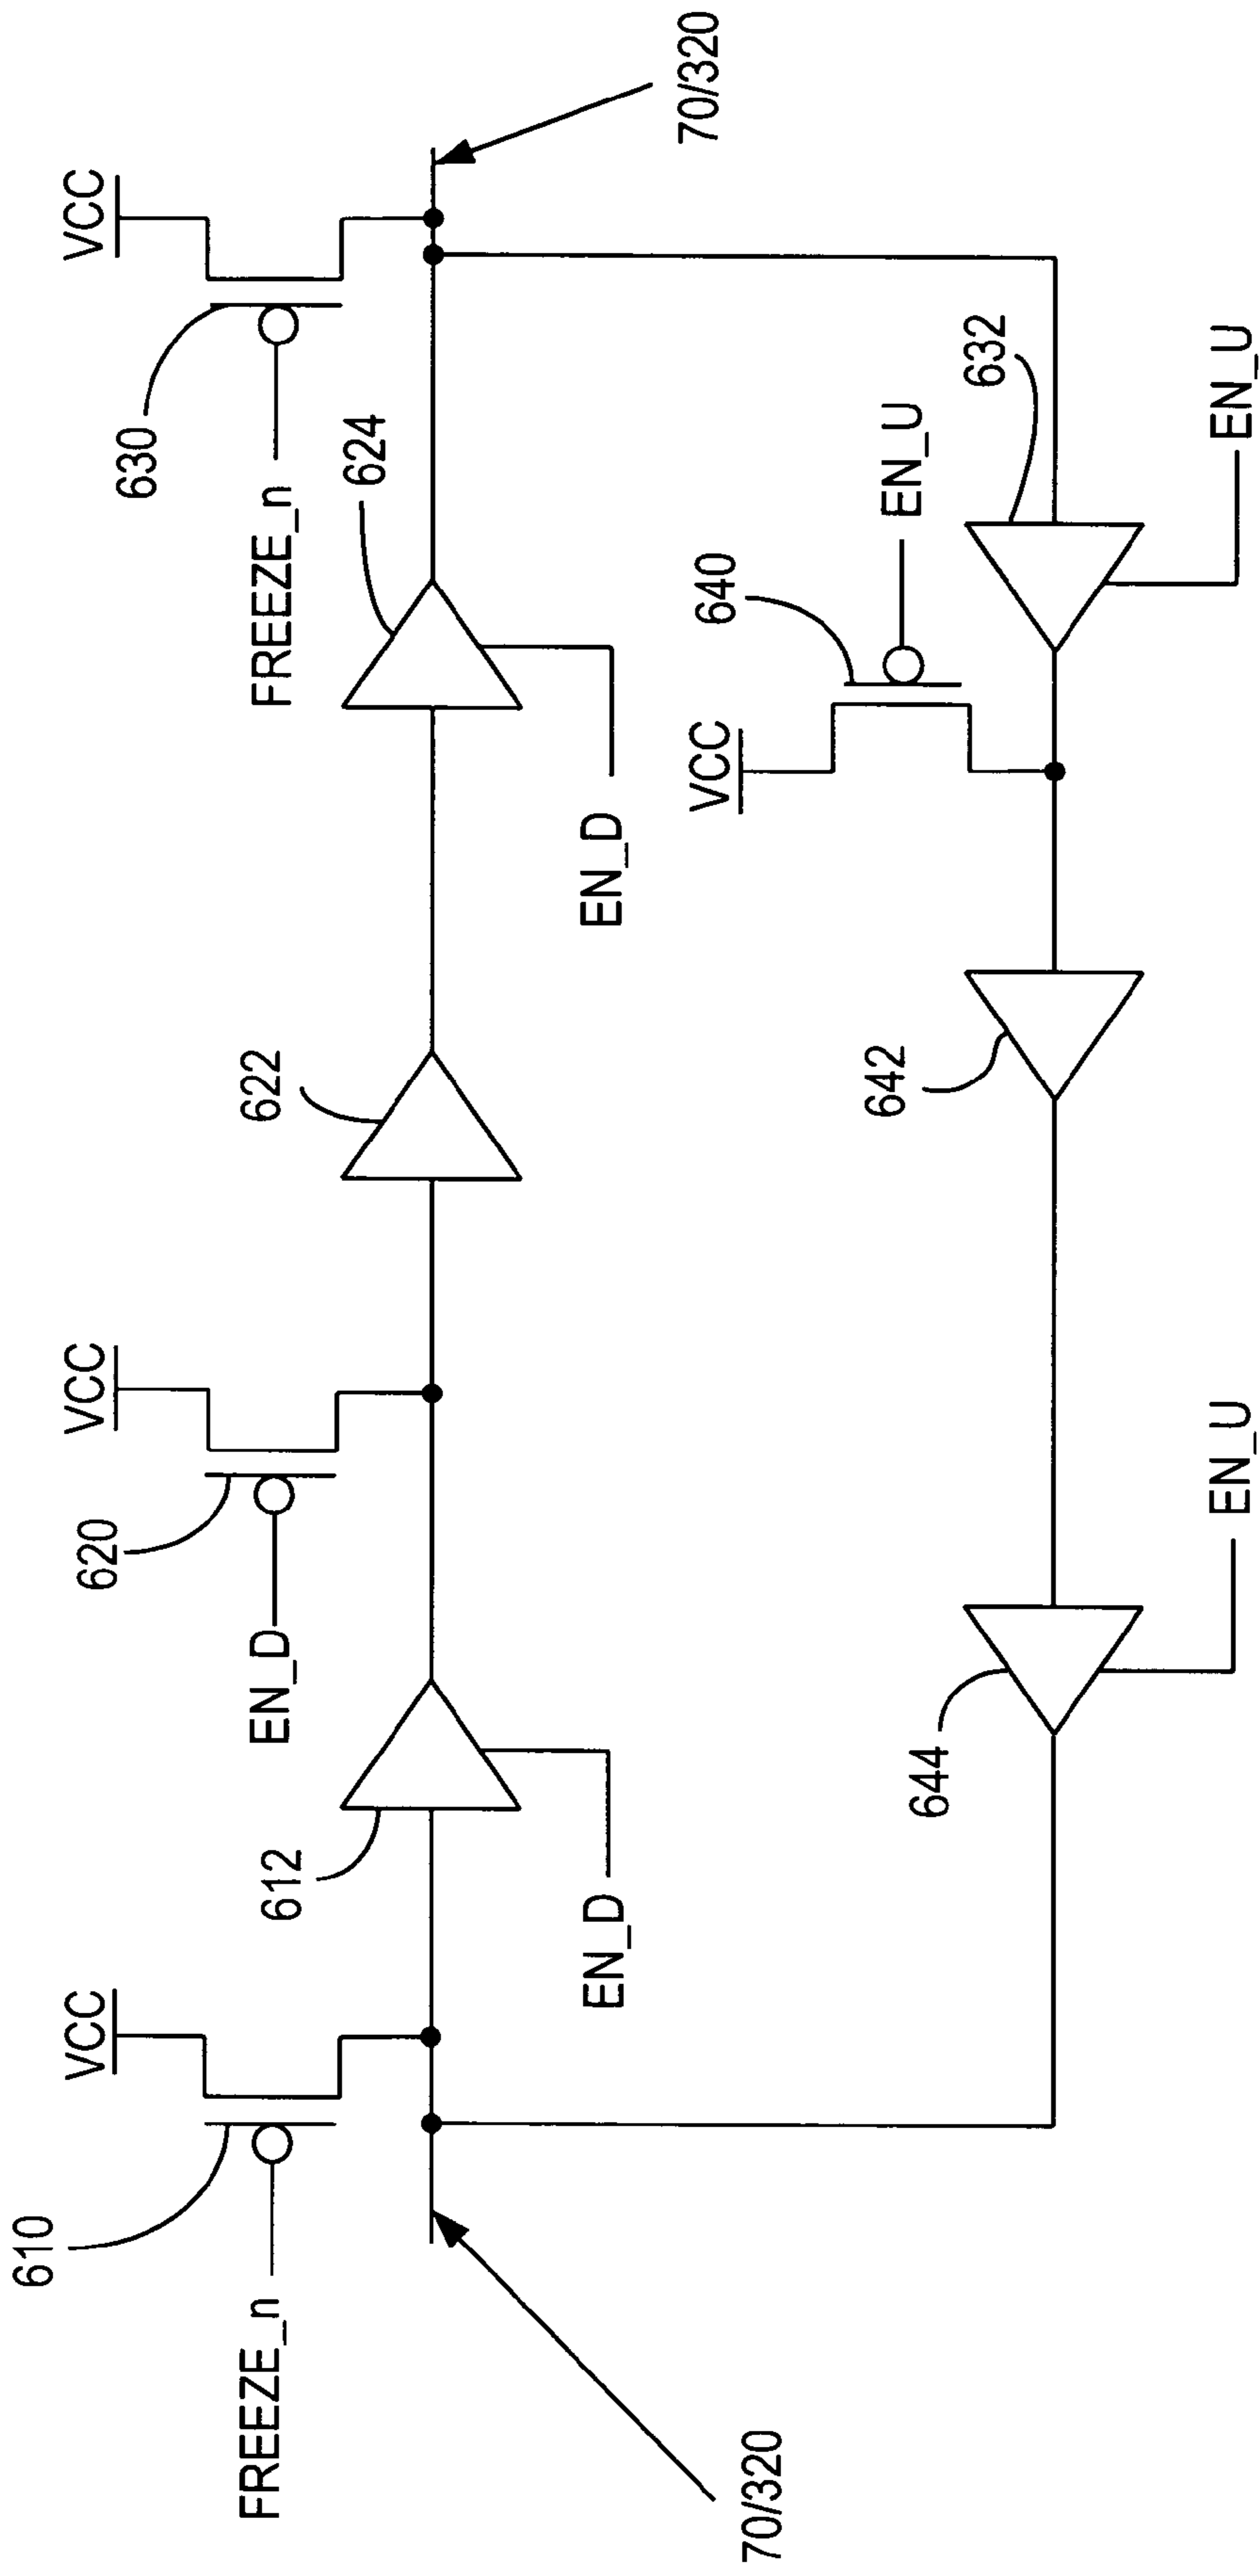 VCC
VCC
VCC
610
620
630
FREEZE_n
EN_D
FREEZE_n
612
622
624
70/320
EN_D
EN_D
70/320
VCC
640
EN_U
644
642
632
EN_U
EN_U